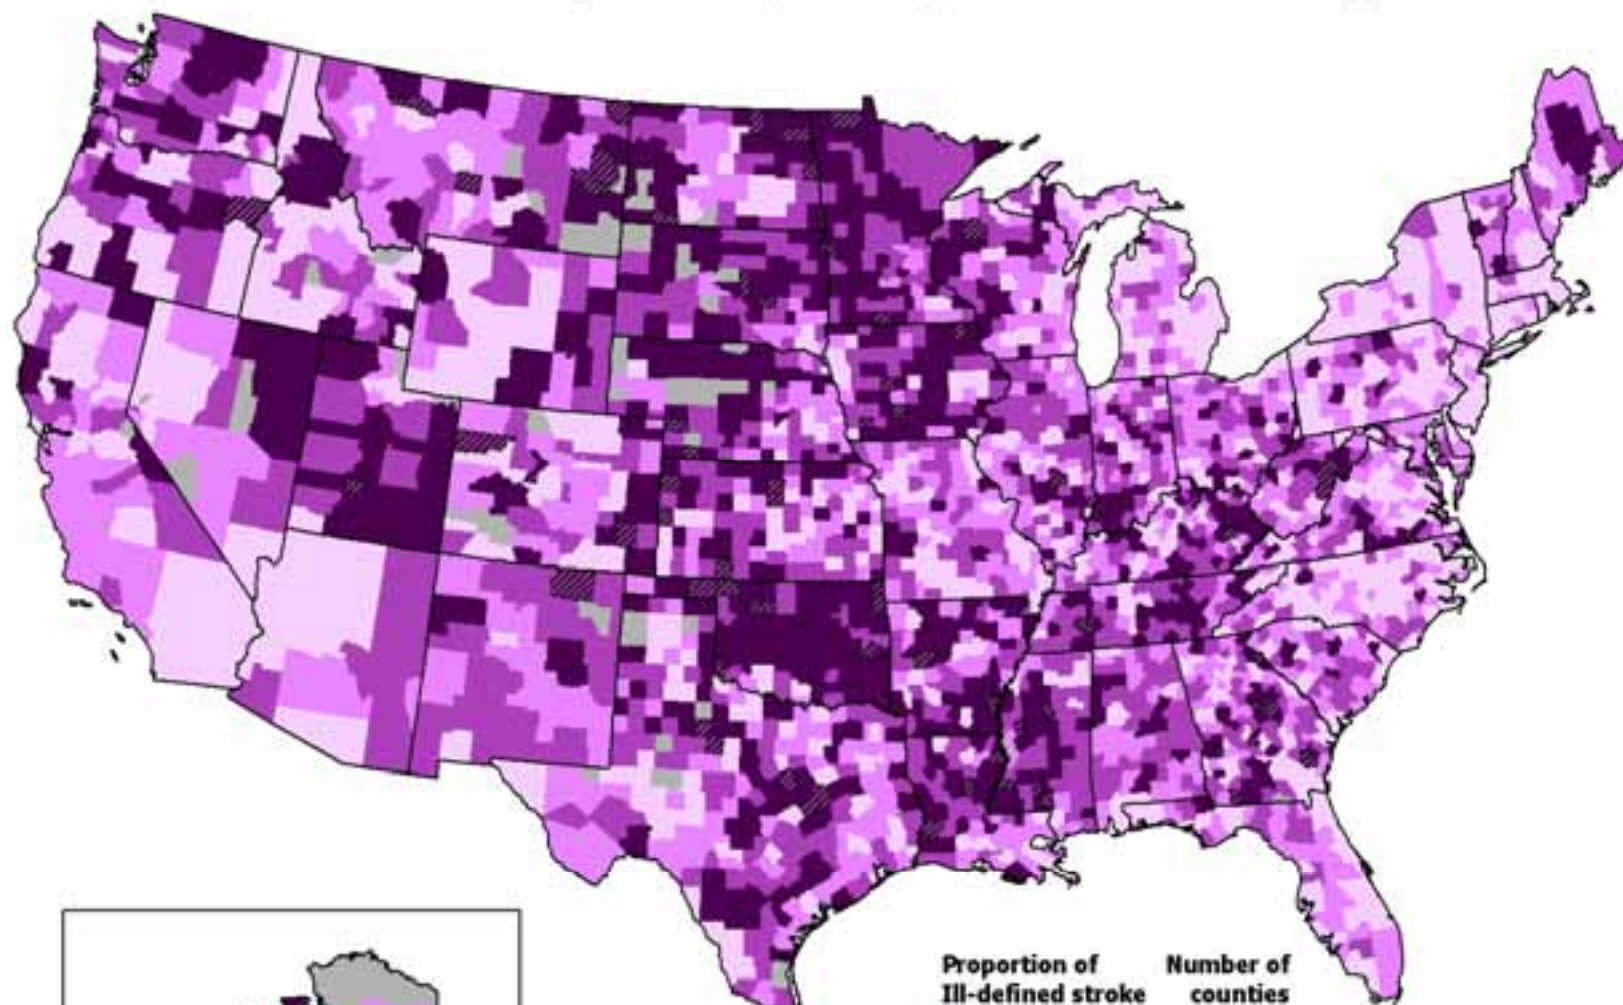 Proportion of Number of
Ill-defined stroke counties